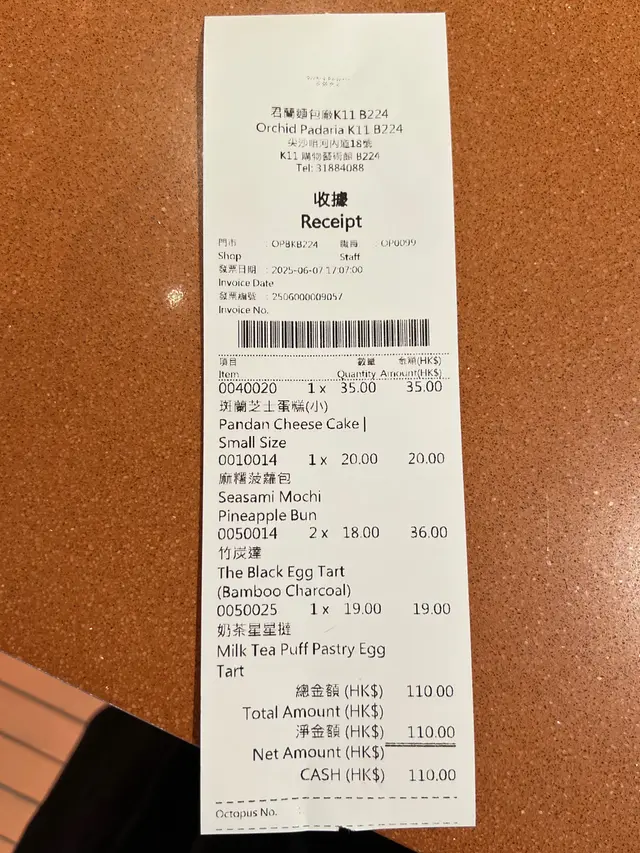 君蘭麵包廠K11 B224
Orchid Padaria K11 B224
尖沙咀河內道18號
K11 購物藝術館 B224
Tel: 31884088
收據
Receipt
門市 : OPBKB224 職員 : OP0099
Shop Staff
發票日期 : 2025-06-07 17:07:00
Invoice Date
發票編號 : 2506000009057
Invoice No.
項目 數量 金額(HK$)
Item Quantity Amount(HK$)
0040020 1 x 35.00 35.00
斑蘭芝士蛋糕(小)
Pandan Cheese Cake |
Small Size
0010014 1 x 20.00 20.00
麻糬菠蘿包
Seasami Mochi
Pineapple Bun
0050014 2 x 18.00 36.00
竹炭達
The Black Egg Tart
(Bamboo Charcoal)
0050025 1 x 19.00 19.00
奶茶星星撻
Milk Tea Puff Pastry Egg
Tart
總金額 (HK$) 110.00
Total Amount (HK$)
淨金額 (HK$) 110.00
Net Amount (HK$)
CASH (HK$) 110.00
Octopus No.